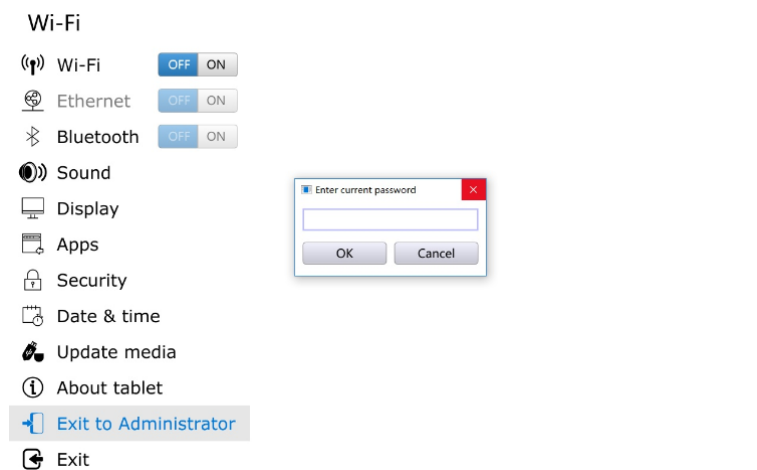 Wi-Fi
Wi-Fi OFF ON
Ethernet OFF ON
Bluetooth OFF ON
Sound
Display
Apps
Security
Date & time
Update media
About tablet
Exit to Administrator
Exit
Enter current password
OK Cancel